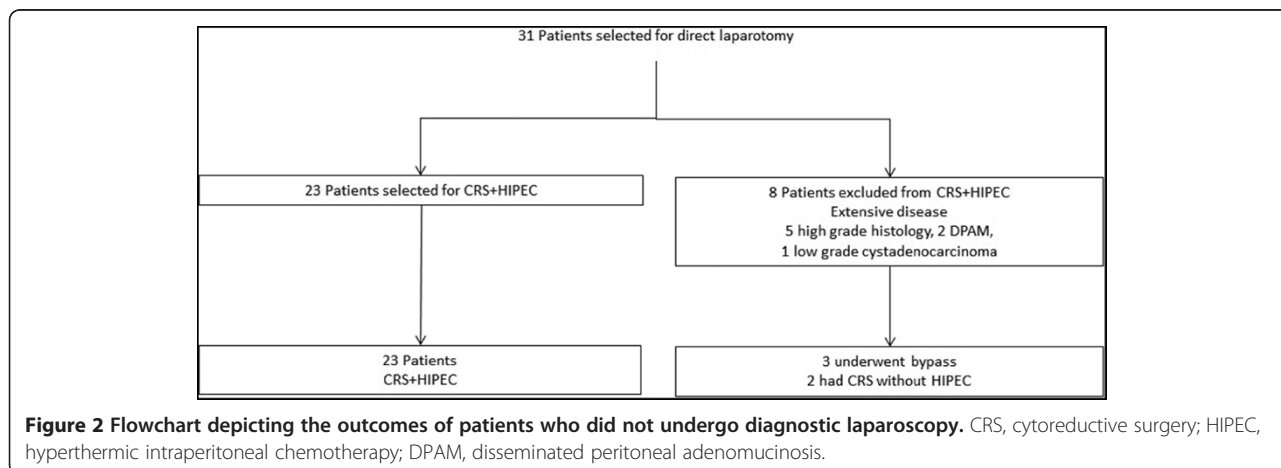 31 Patients selected for direct laparotomy
23 Patients selected for CRS+HIPEC
8 Patients excluded from CRS+HIPEC
Extensive disease
5 high grade histology, 2 DPAM,
1 low grade cystadenocarcinoma
23 Patients
CRS+HIPEC
3 underwent bypass
2 had CRS without HIPEC
Figure 2 Flowchart depicting the outcomes of patients who did not undergo diagnostic laparoscopy. CRS, cytoreductive surgery; HIPEC,
hyperthermic intraperitoneal chemotherapy; DPAM, disseminated peritoneal adenomucinosis.